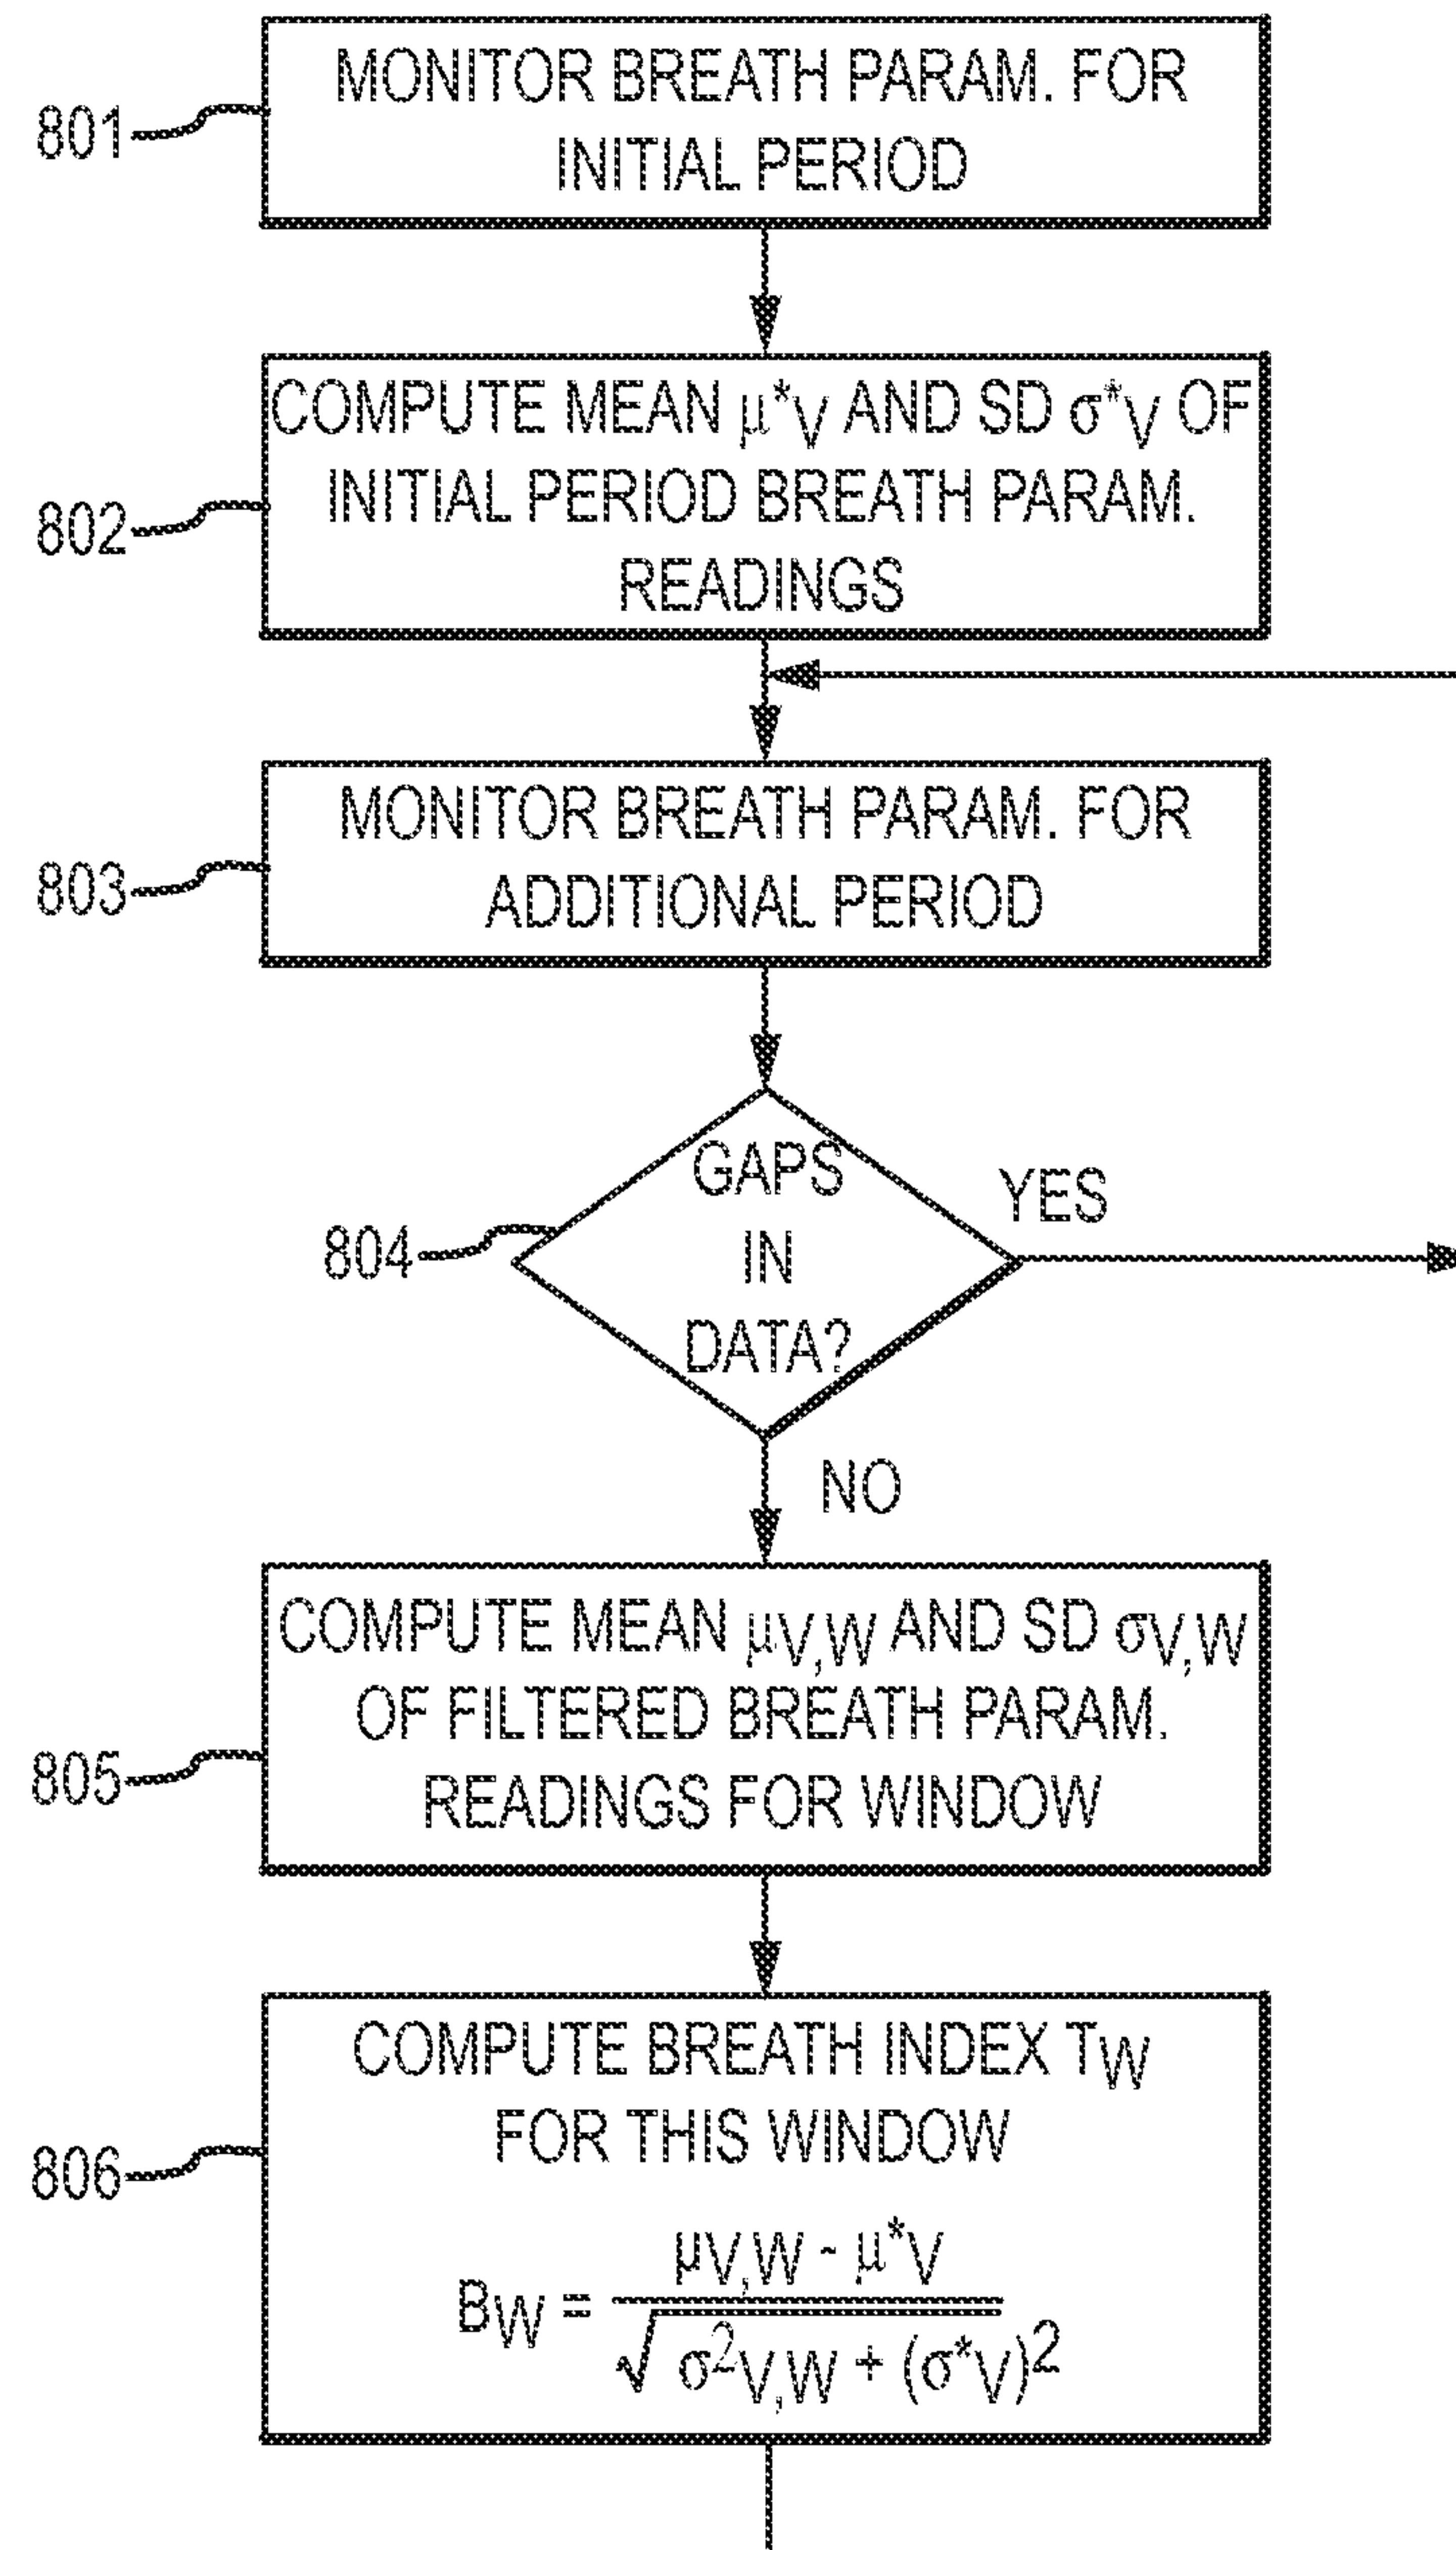 801
MONITOR BREATH PARAM. FOR
INITIAL PERIOD
802
COMPUTE MEAN μ*V AND SD σ*V OF
INITIAL PERIOD BREATH PARAM.
READINGS
803
MONITOR BREATH PARAM. FOR
ADDITIONAL PERIOD
804
GAPS
IN
DATA?
YES
NO
805
COMPUTE MEAN μV,W AND SD σV,W
OF FILTERED BREATH PARAM.
READINGS FOR WINDOW
806
COMPUTE BREATH INDEX TW
FOR THIS WINDOW
BW = μV,W - μ*V
√ σ2V,W + (σ*V)2